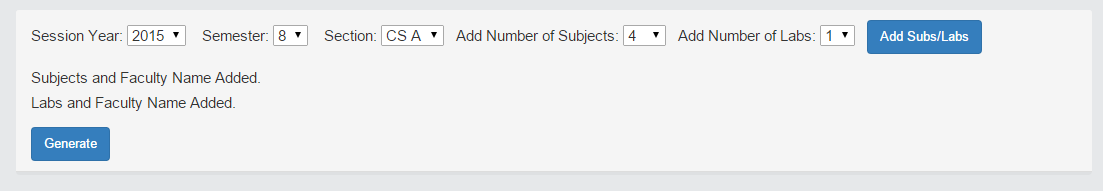 Session Year: 2015 Semester: 8 Section: CS A Add Number of Subjects: 4 Add Number of Labs: 1 Add Subs/Labs
Subjects and Faculty Name Added.
Labs and Faculty Name Added.
Generate